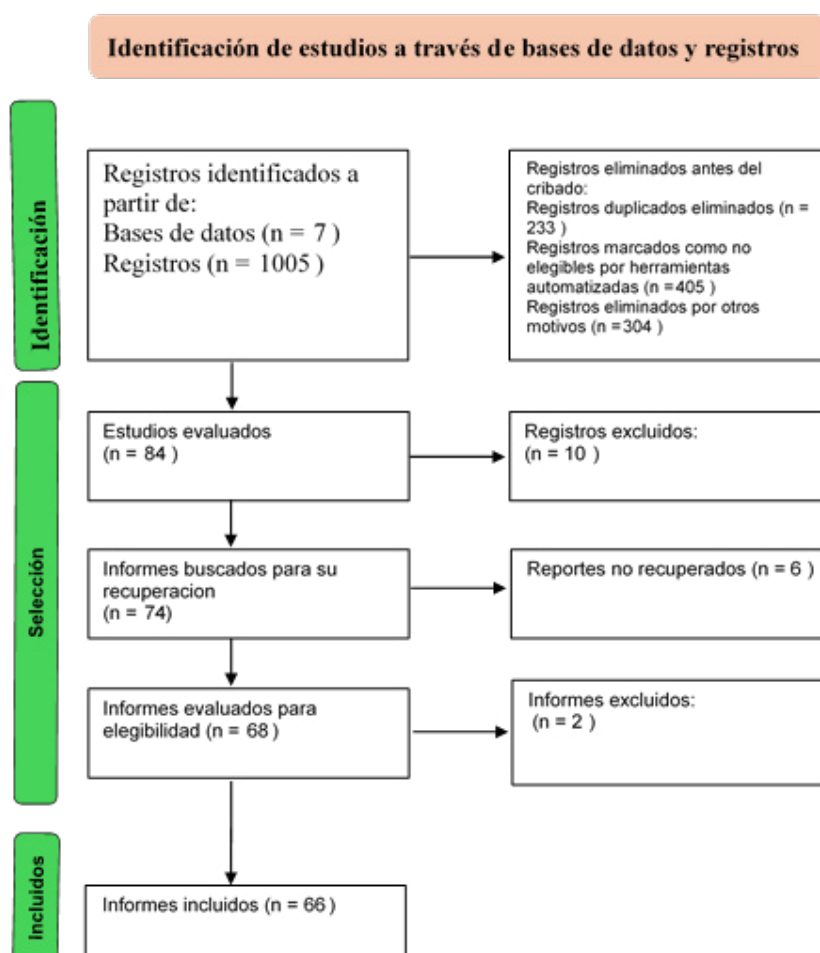 Identificación de estudios a través de bases de datos y registros
Identificación
Registros identificados a
partir de:
Bases de datos (n = 7 )
Registros (n = 1005 )
Registros eliminados antes del
cribado:
Registros duplicados eliminados (n =
233 )
Registros marcados como no
elegibles por herramientas
automatizadas (n =405 )
Registros eliminados por otros
motivos (n =304 )
Selección
Estudios evaluados
(n = 84 )
Registros excluidos:
(n = 10 )
Informes buscados para su
recuperacion
(n = 74)
Reportes no recuperados (n = 6 )
Informes evaluados para
elegibilidad (n = 68 )
Informes excluidos:
(n = 2 )
Incluidos
Informes incluidos (n = 66 )